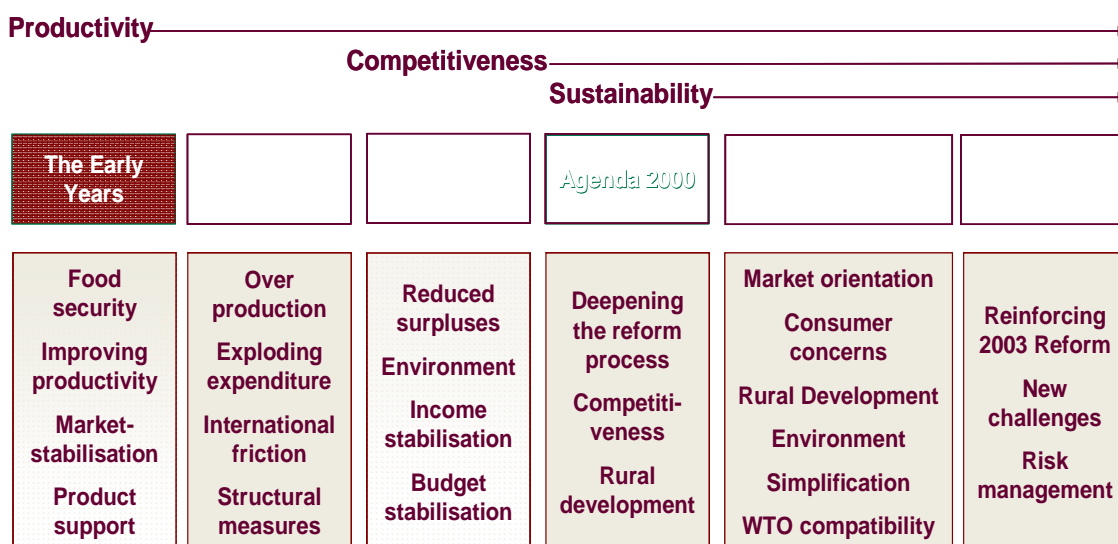 Productivity
Competitiveness
Sustainability
The Early
Years
Agenda 2000
Food
security
Improving
productivity
Market-
stabilisation
Product
support
Over
production
Exploding
expenditure
International
friction
Structural
measures
Reduced
surpluses
Environment
Income
stabilisation
Budget
stabilisation
Deepening
the reform
process
Competiti-
veness
Rural
development
Market orientation
Consumer
concerns
Rural Development
Environment
Simplification
WTO compatibility
Reinforcing
2003 Reform
New
challenges
Risk
management